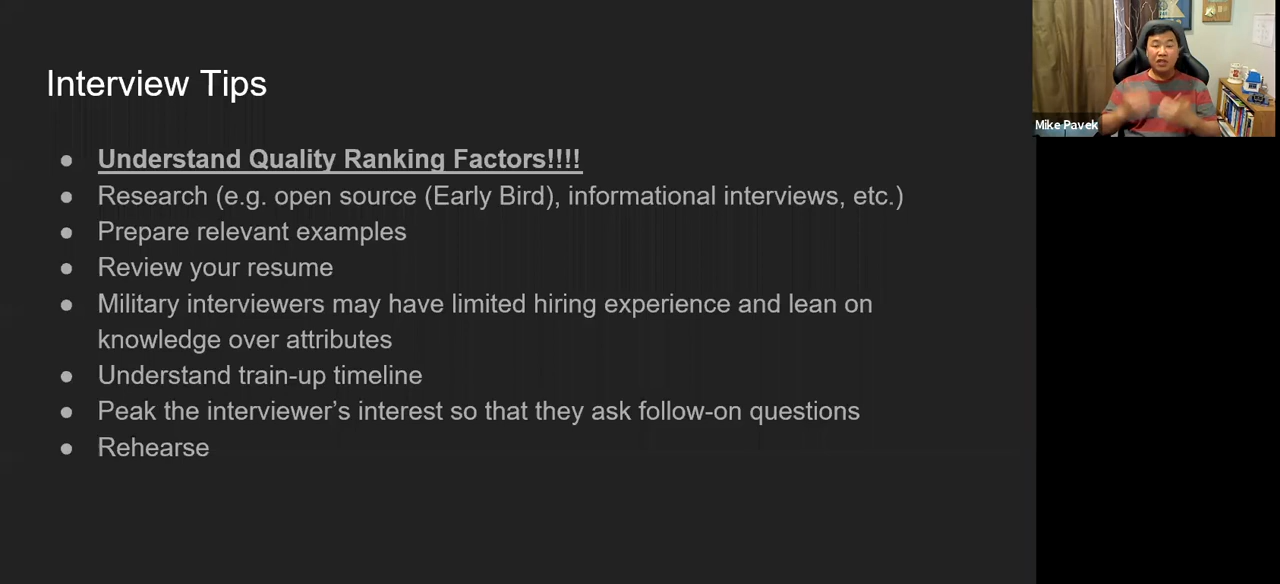 Interview Tips
● Understand Quality Ranking Factors!!!!
● Research (e.g. open source (Early Bird), informational interviews, etc.)
● Prepare relevant examples
● Review your resume
● Military interviewers may have limited hiring experience and lean on
knowledge over attributes
● Understand train-up timeline
● Peak the interviewer’s interest so that they ask follow-on questions
● Rehearse
Mike Pavek